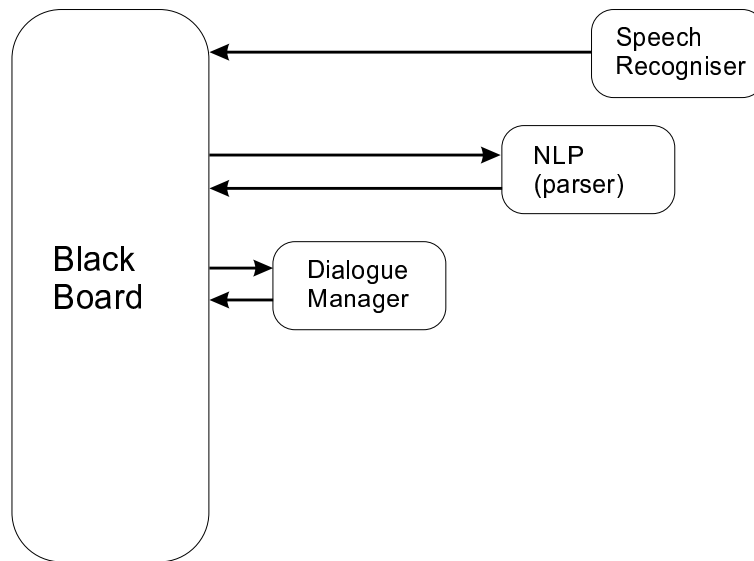 Speech
Recogniser
NLP
(parser)
Black
Board
Dialogue
Manager